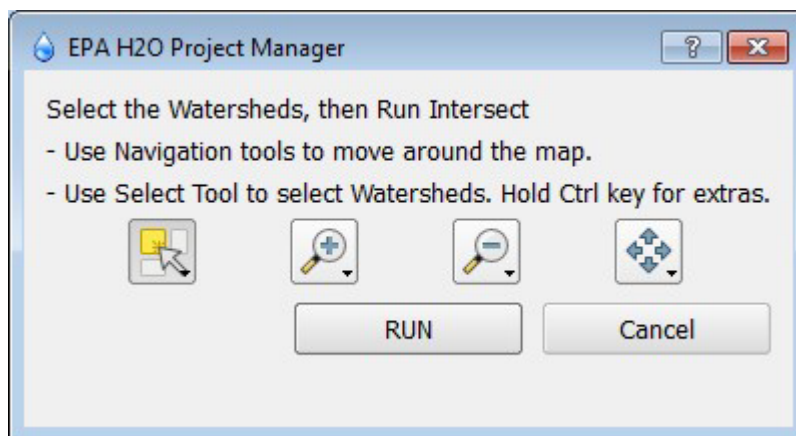 EPA H2O Project Manager
?
Select the Watersheds, then Run Intersect
- Use Navigation tools to move around the map.
- Use Select Tool to select Watersheds. Hold Ctrl key for extras.
RUN Cancel